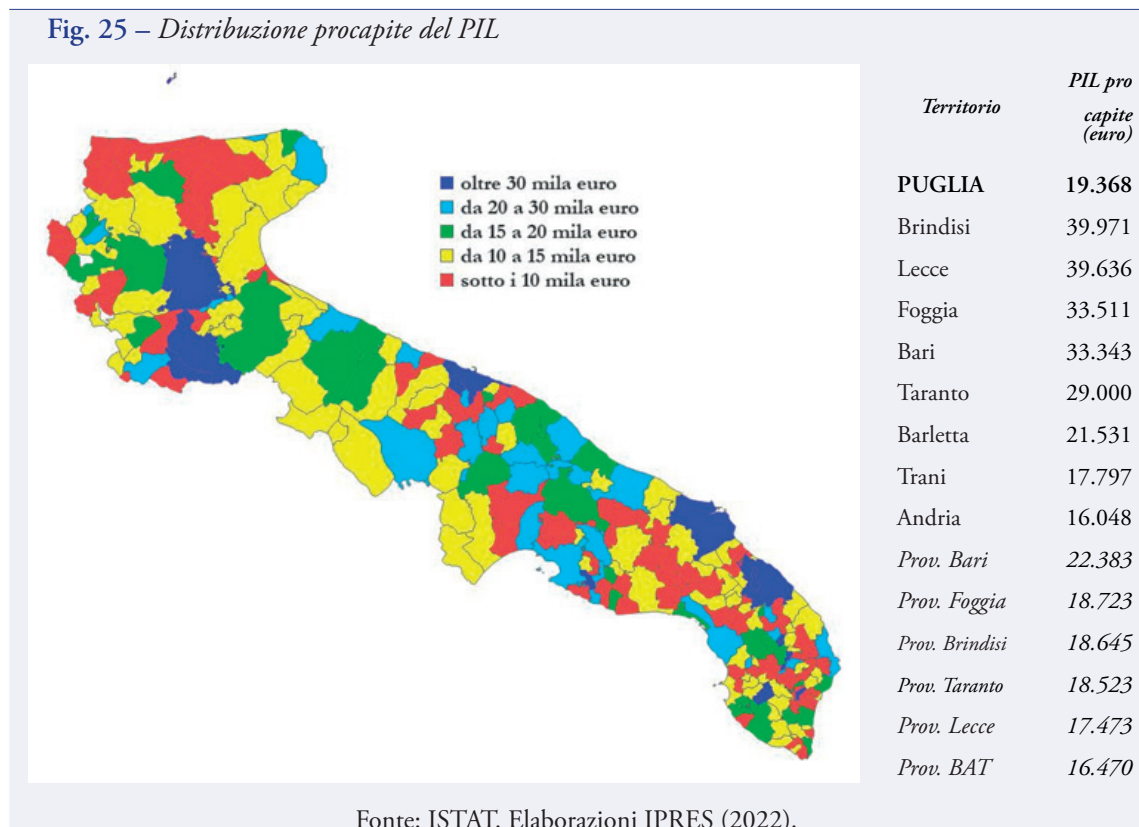 Fig. 25 – Distribuzione procapite del PIL
oltre 30 mila euro
da 20 a 30 mila euro
da 15 a 20 mila euro
da 10 a 15 mila euro
sotto i 10 mila euro
Territorio PIL pro capite (euro)
PUGLIA 19.368
Brindisi 39.971
Lecce 39.636
Foggia 33.511
Bari 33.343
Taranto 29.000
Barletta 21.531
Trani 17.797
Andria 16.048
Prov. Bari 22.383
Prov. Foggia 18.723
Prov. Brindisi 18.645
Prov. Taranto 18.523
Prov. Lecce 17.473
Prov. BAT 16.470
Fonte: ISTAT. Elaborazioni IPRES (2022).